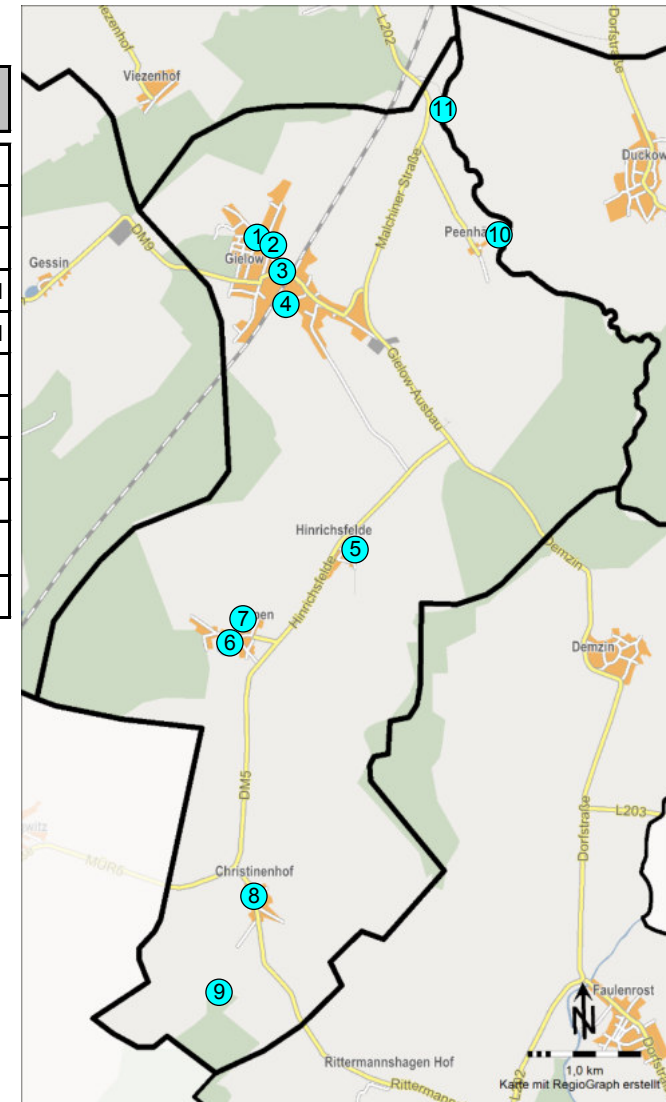 L202
Dorfstraße
Viezenhof
11
Malchiner Straße
Duckow
DM9
1
2
Gielow
Peenhä
10
Gessin
3
4
Gielow-Ausbau
Hinrichsfelde
5
Demzin
Hinrichsfelde
7
6
Demzin
DM5
L203
Dorfstraße
MÜR5
Christinenhof
8
9
Faulenrost
N
Rittermannshagen Hof
1,0 km
L202
Karte mit RegioGraph erstellt